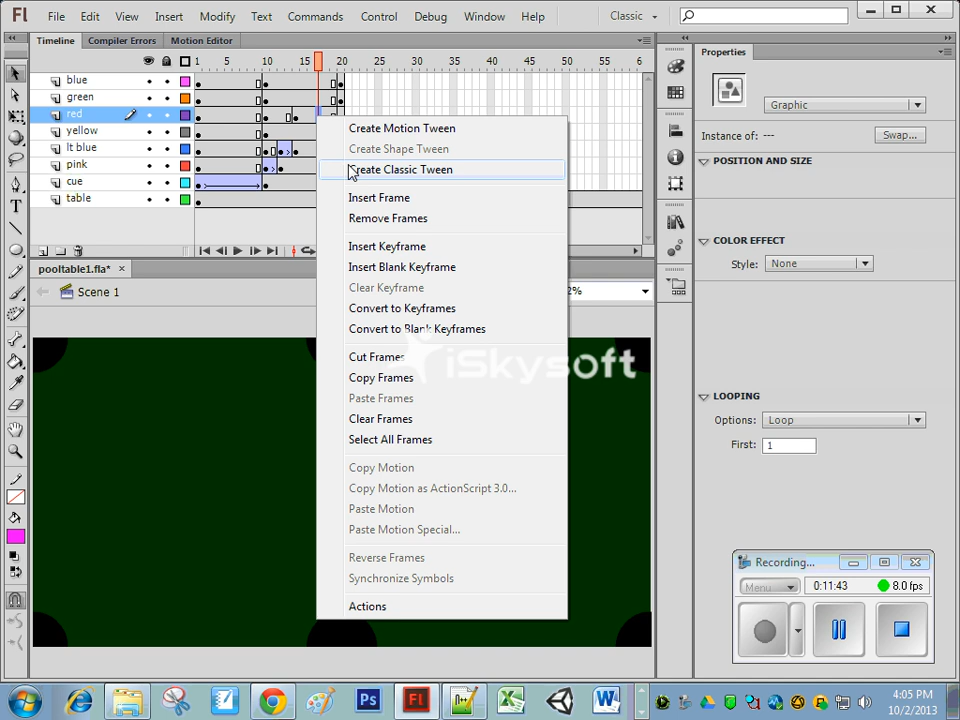 Fl File Edit View Insert Modify Text Commands Control Debug Window Help Classic
Timeline Compiler Errors Motion Editor
Properties
1 5 10 15 20 25 30 35 40 45 50 55 6
blue
green
red
yellow
lt blue
pink
cue
table
Graphic
Instance of: --- Swap...
POSITION AND SIZE
COLOR EFFECT
Style: None
LOOPING
Options: Loop
First: 1
pooltable1.fla*
Scene 1
2%
Create Motion Tween
Create Shape Tween
Create Classic Tween
Insert Frame
Remove Frames
Insert Keyframe
Insert Blank Keyframe
Clear Keyframe
Convert to Keyframes
Convert to Blank Keyframes
Cut Frames
Copy Frames
Paste Frames
Clear Frames
Select All Frames
Copy Motion
Copy Motion as ActionScript 3.0...
Paste Motion
Paste Motion Special...
Reverse Frames
Synchronize Symbols
Actions
iSkysoft
Recording...
Menu 0:11:43 8.0 fps
Ps Fl
4:05 PM
10/2/2013